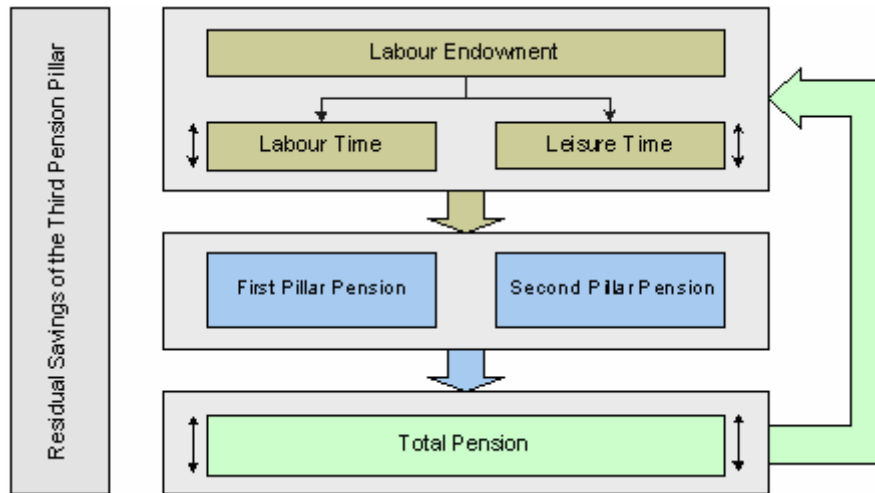 Residual Savings of the Third Pension Pillar
Labour Endowment
Labour Time
Leisure Time
First Pillar Pension
Second Pillar Pension
Total Pension